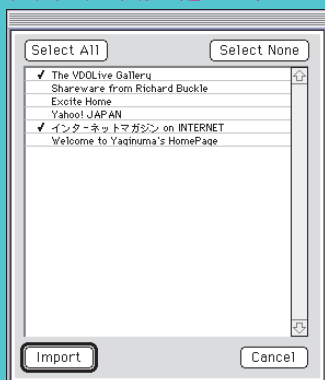 Select All
Select None
✓ The VDOLive Gallery
Shareware from Richard Buckle
Excite Home
Yahoo! JAPAN
✓ インターネットマガジン on INTERNET
Welcome to Yaginuma's HomePage
Import
Cancel